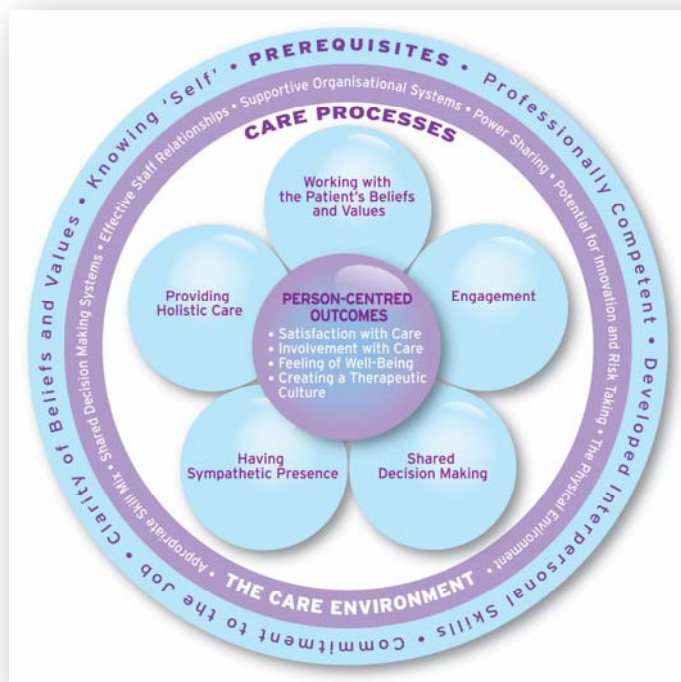 PREREQUISITES • Professionally Competent • Developed Interpersonal Skills • Commitment to the Job • Clarity of Beliefs and Values • Knowing 'Self' •
THE CARE ENVIRONMENT • Appropriate Skill Mix • Shared Decision Making Systems • Effective Staff Relationships • Supportive Organisational Systems • Power Sharing • Potential for Innovation and Risk Taking • The Physical Environment •
CARE PROCESSES
Working with
the Patient's Beliefs
and Values
Providing
Holistic Care
Engagement
PERSON-CENTRED
OUTCOMES
• Satisfaction with Care
• Involvement with Care
• Feeling of Well-Being
• Creating a Therapeutic
Culture
Having
Sympathetic Presence
Shared
Decision Making